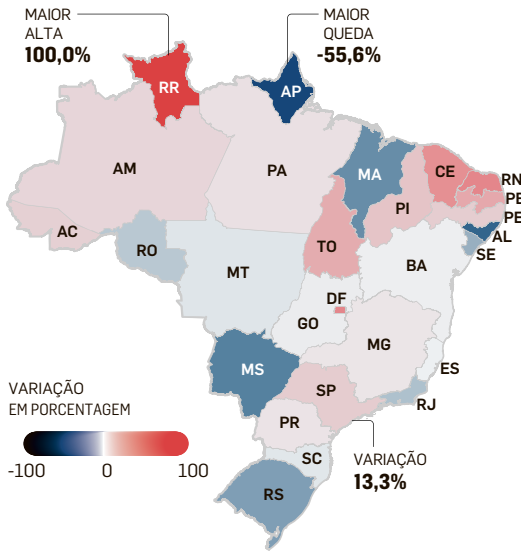 MAIOR
ALTA
100,0%
MAIOR
QUEDA
-55,6%
RR
AP
AM
PA
MA
CE
RN
PB
PE
PI
AC
RO
TO
AL
SE
MT
BA
DF
GO
MG
ES
MS
SP
RJ
PR
SC
RS
VARIAÇÃO
EM PORCENTAGEM
-100
0
100
VARIAÇÃO
13,3%